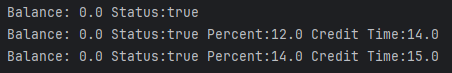 Balance: 0.0 Status:true
Balance: 0.0 Status:true Percent:12.0 Credit Time:14.0
Balance: 0.0 Status:true Percent:14.0 Credit Time:15.0